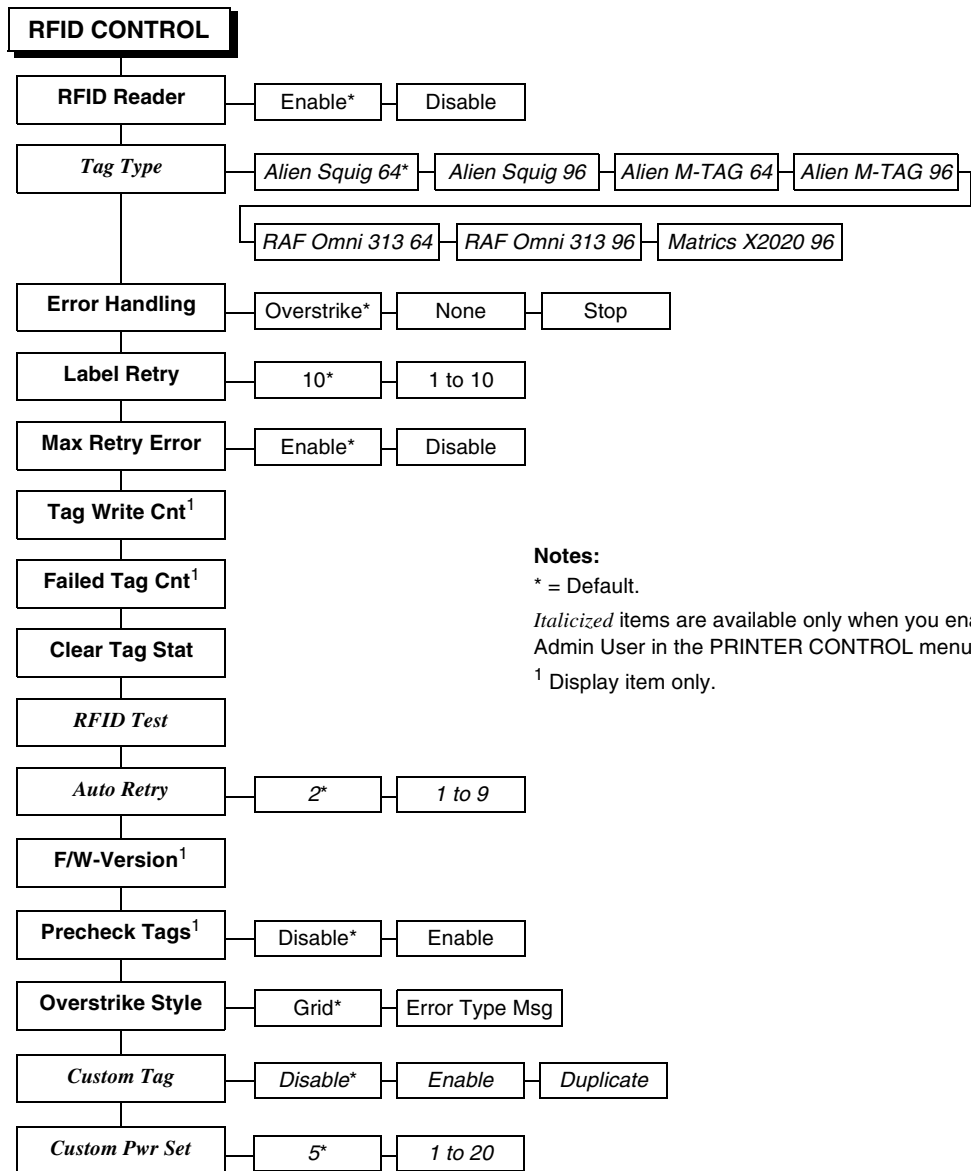 RFID CONTROL
RFID Reader
Enable*
Disable
Tag Type
Alien Squig 64*
Alien Squig 96
Alien M-TAG 64
Alien M-TAG 96
RAF Omni 313 64
RAF Omni 313 96
Matrics X2020 96
Error Handling
Overstrike*
None
Stop
Label Retry
10*
1 to 10
Max Retry Error
Enable*
Disable
Tag Write Cnt1
Failed Tag Cnt1
Clear Tag Stat
RFID Test
Auto Retry
2*
1 to 9
F/W-Version1
Precheck Tags1
Disable*
Enable
Overstrike Style
Grid*
Error Type Msg
Custom Tag
Disable*
Enable
Duplicate
Custom Pwr Set
5*
1 to 20
Notes:
* = Default.
Italicized items are available only when you
Admin User in the PRINTER CONTROL menu
1 Display item only.